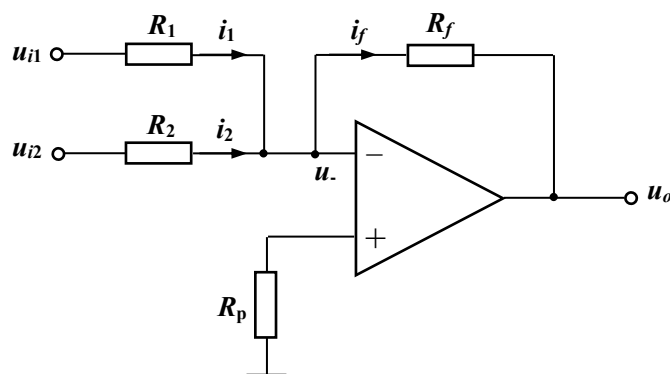 R1 i1 if Rf
ui1
R2 i2
ui2
u- −
uo
+
Rp